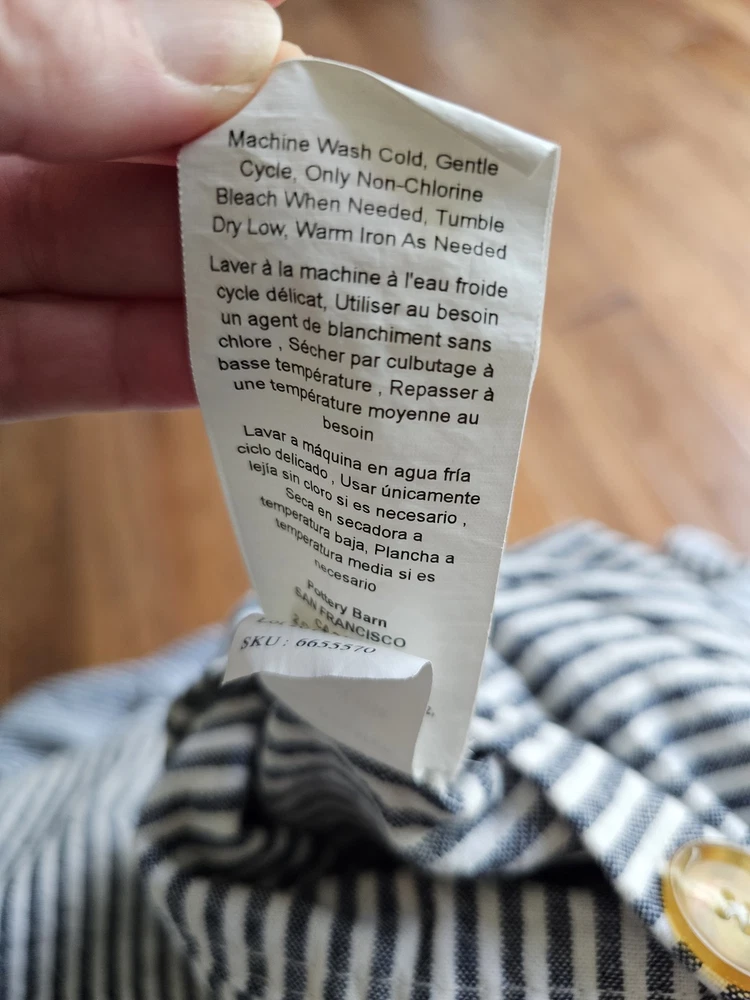 Machine Wash Cold, Gentle
Cycle, Only Non-Chlorine
Bleach When Needed, Tumble
Dry Low, Warm Iron As Needed
Laver à la machine à l'eau froide
cycle délicat, Utiliser au besoin
un agent de blanchiment sans
chlore , Sécher par culbutage à
basse température , Repasser à
une température moyenne au
besoin
Lavar a máquina en agua fría
ciclo delicado , Usar únicamente
lejía sin cloro si es necesario ,
Seca en secadora a
temperatura baja, Plancha a
temperatura media si es
necesario
Pottery Barn
SAN FRANCISCO
SKU: 6655570